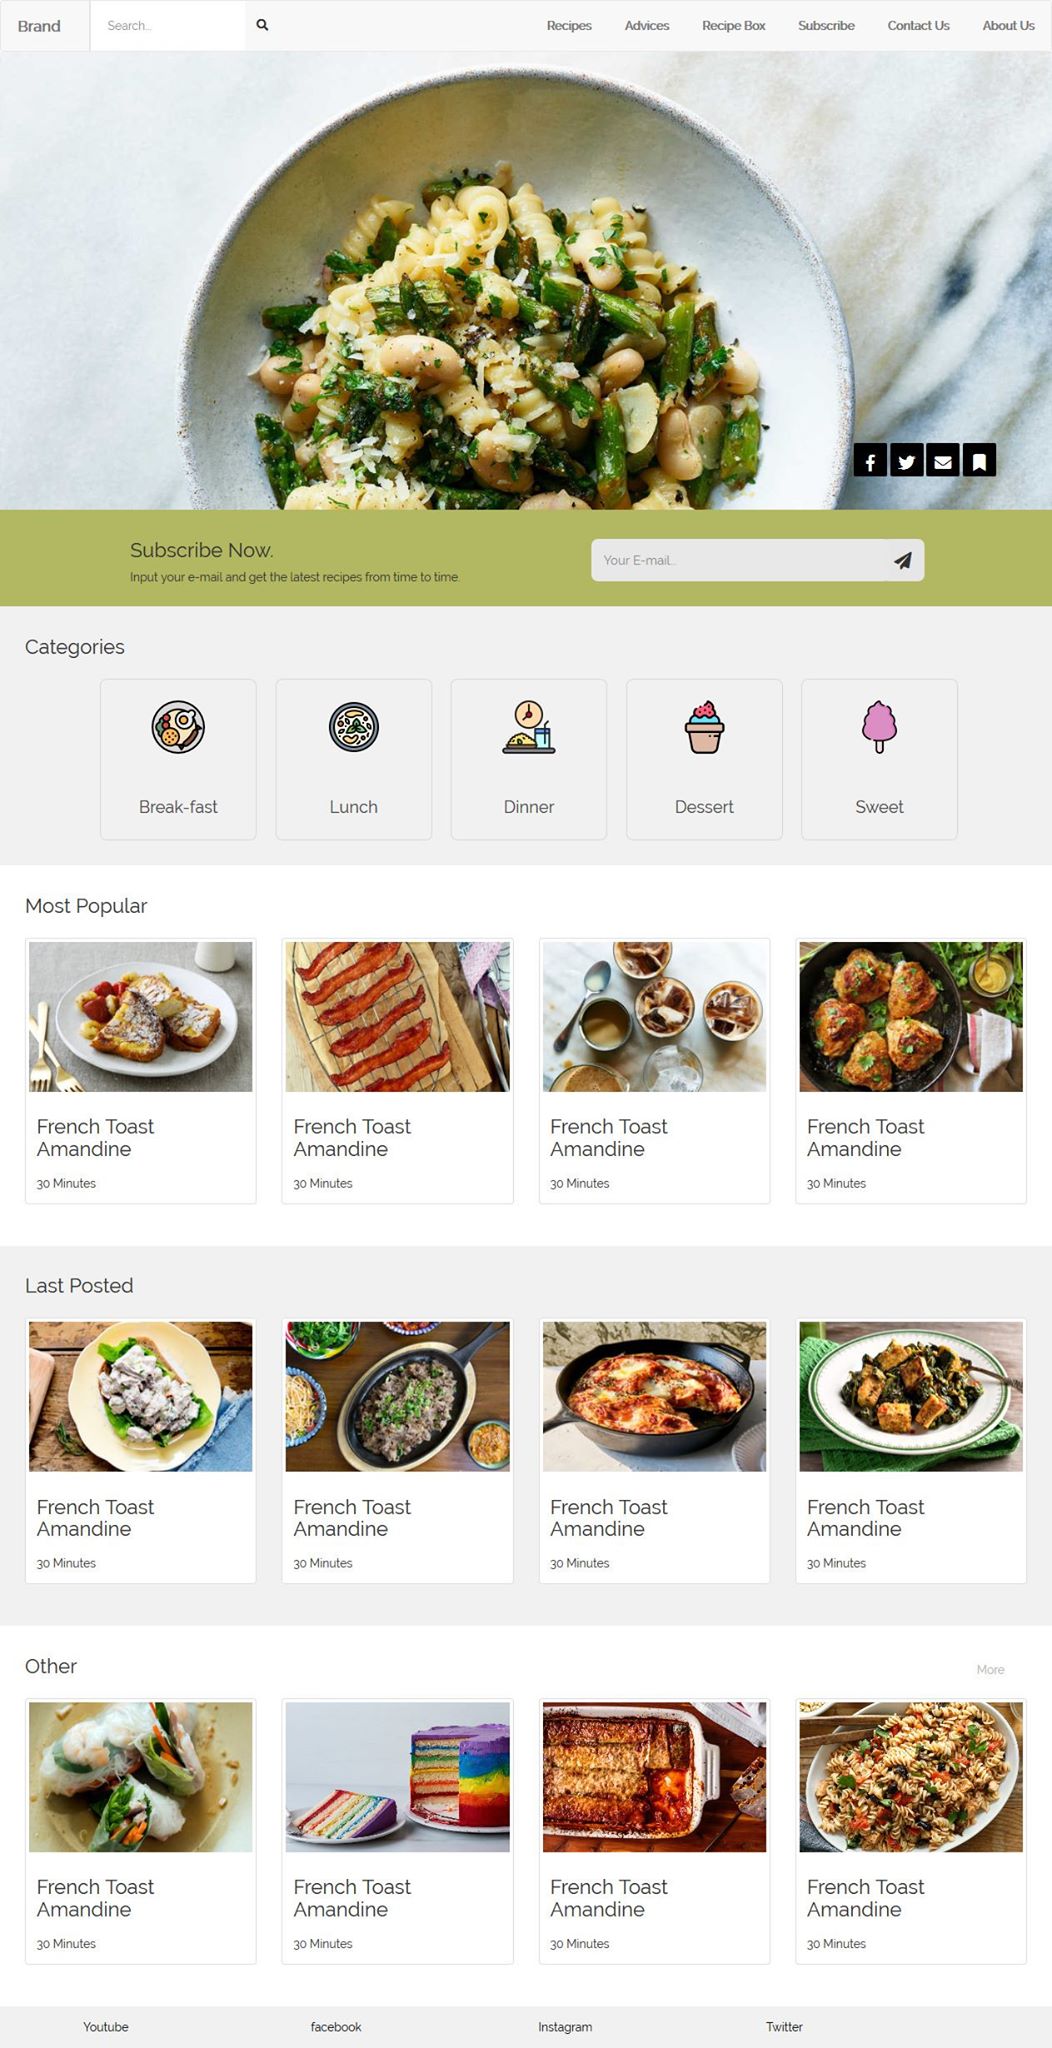 Brand
Search...
Recipes
Advices
Recipe Box
Subscribe
Contact Us
About Us
Subscribe Now.
Input your e-mail and get the latest recipes from time to time.
Your E-mail...
Categories
Break-fast
Lunch
Dinner
Dessert
Sweet
Most Popular
French Toast
Amandine
30 Minutes
French Toast
Amandine
30 Minutes
French Toast
Amandine
30 Minutes
French Toast
Amandine
30 Minutes
Last Posted
French Toast
Amandine
30 Minutes
French Toast
Amandine
30 Minutes
French Toast
Amandine
30 Minutes
French Toast
Amandine
30 Minutes
Other
More
French Toast
Amandine
30 Minutes
French Toast
Amandine
30 Minutes
French Toast
Amandine
30 Minutes
French Toast
Amandine
30 Minutes
Youtube
facebook
Instagram
Twitter